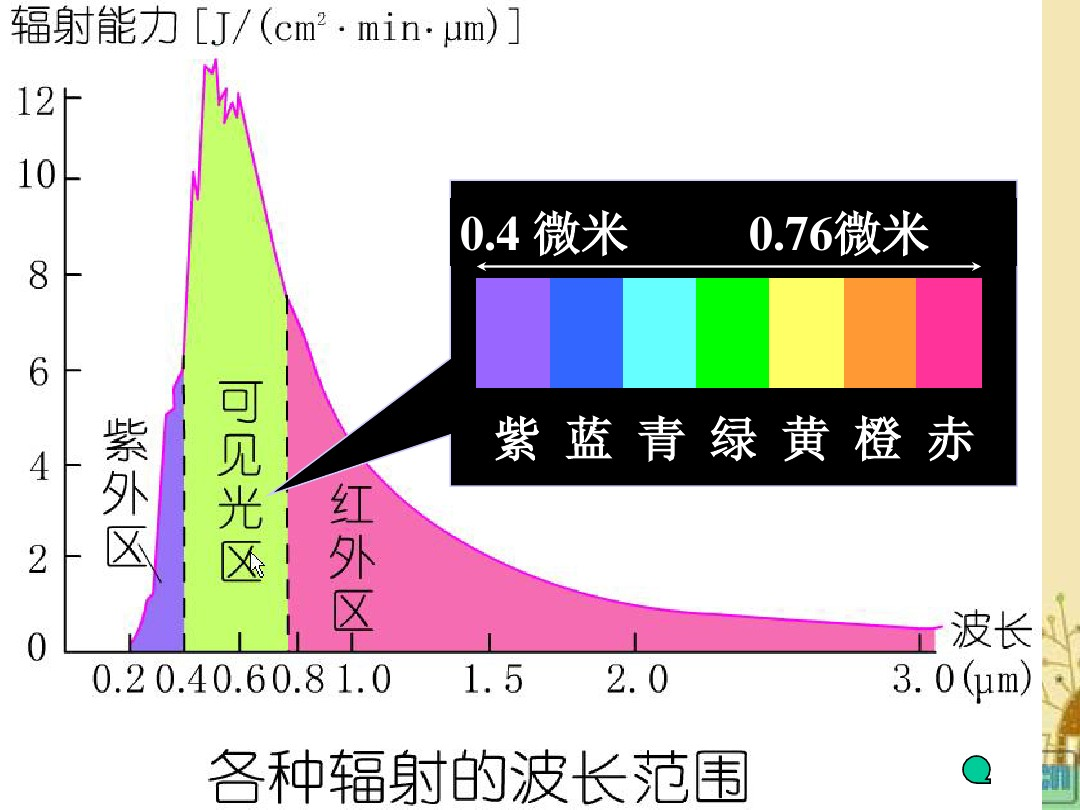 辐射能力 [J/(cm²·min·μm)]
12
10
8
6
4
2
0
0.4 微米 0.76微米
紫 蓝 青 绿 黄 橙 赤
紫外区
可见光区
红外区
波长
0.2 0.4 0.6 0.8 1.0 1.5 2.0 3.0 (μm)
各种辐射的波长范围